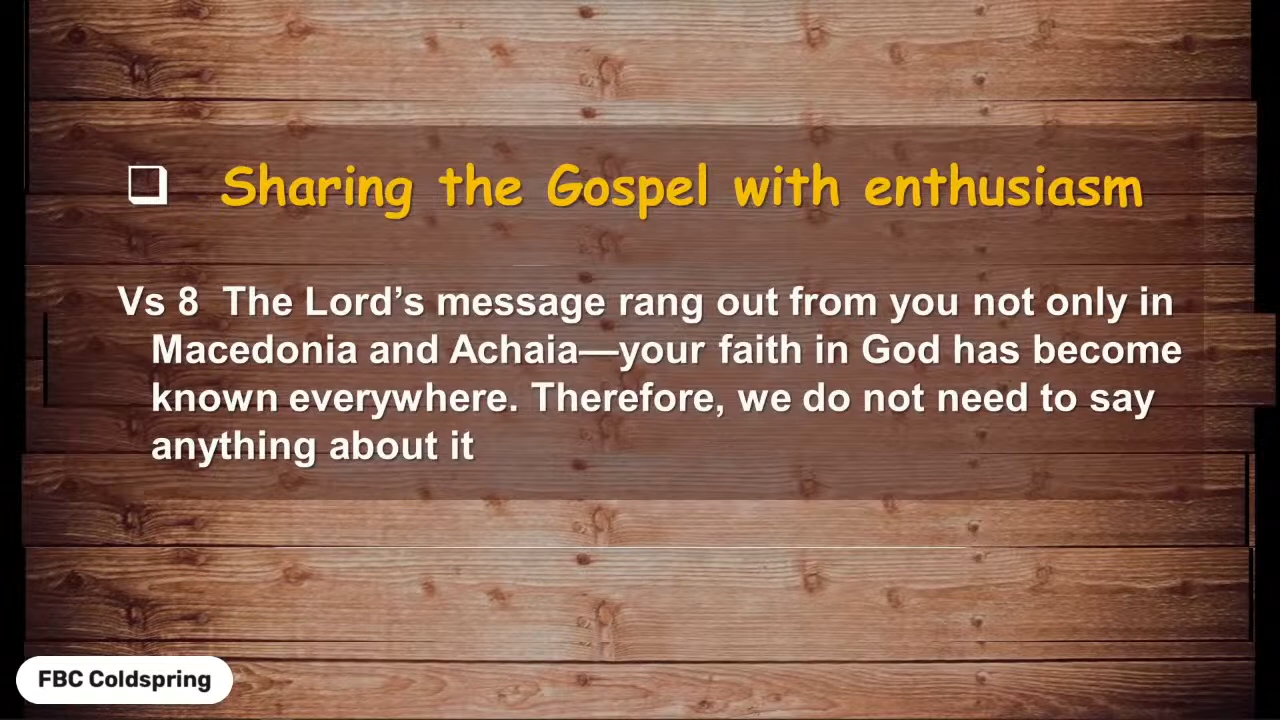 ❑ Sharing the Gospel with enthusiasm
Vs 8 The Lord’s message rang out from you not only in
Macedonia and Achaia—your faith in God has become
known everywhere. Therefore, we do not need to say
anything about it
FBC Coldspring